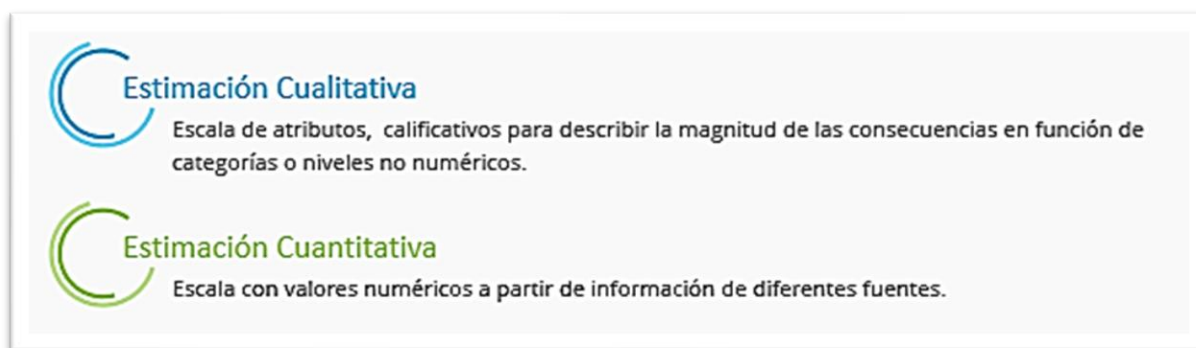 Estimación Cualitativa
Escala de atributos, calificativos para describir la magnitud de las consecuencias en función de
categorías o niveles no numéricos.
Estimación Cuantitativa
Escala con valores numéricos a partir de información de diferentes fuentes.